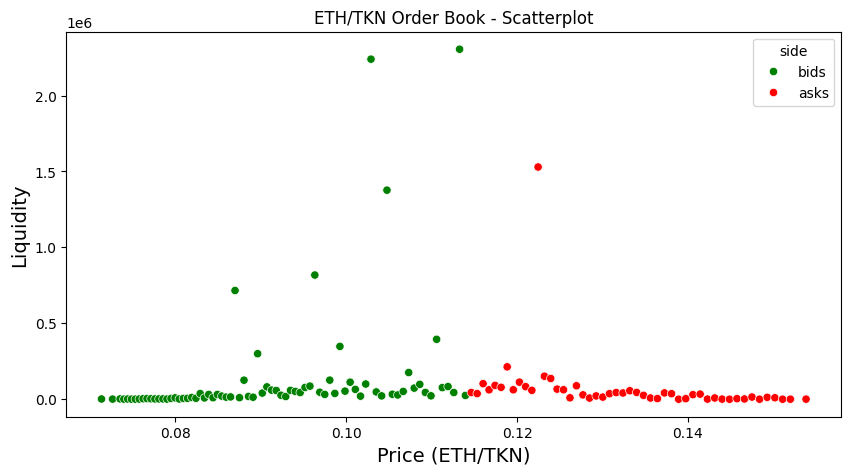 ETH/TKN Order Book - Scatterplot
1e6
side
bids
asks
2.0
1.5
1.0
0.5
0.0
Liquidity
0.08
0.10
0.12
0.14
Price (ETH/TKN)